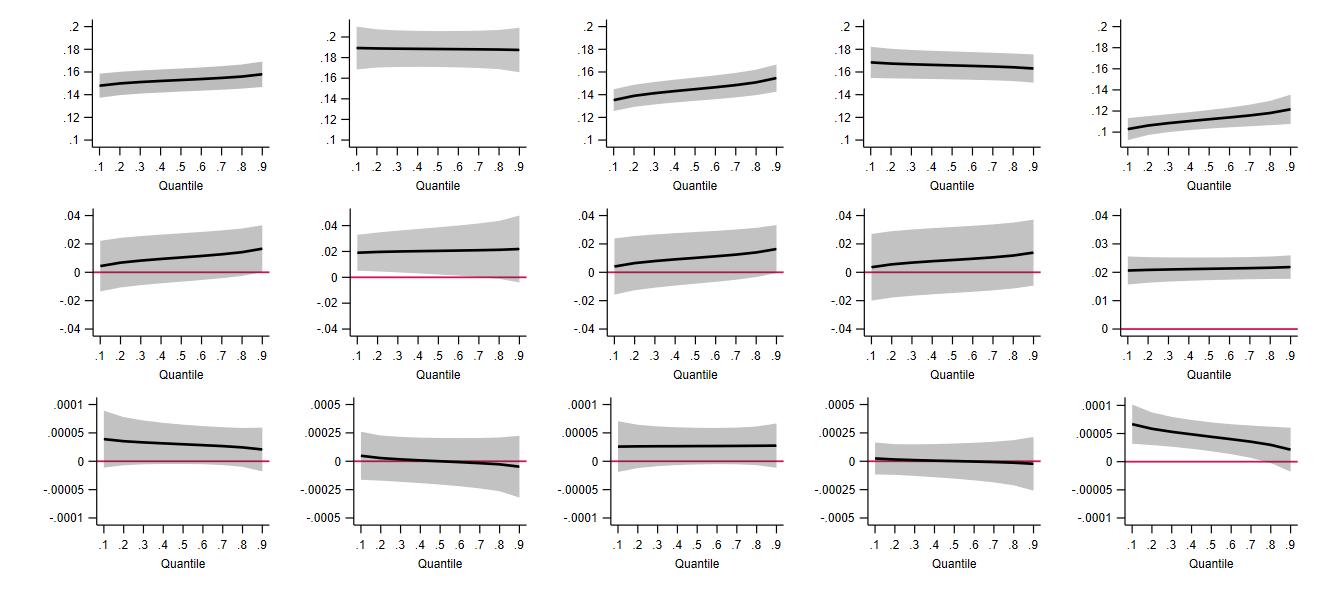 .2 .2 .2 .2 .2
.18 .18 .18 .18 .18
.16 .16 .16 .16 .16
.14 .14 .14 .14 .14
.12 .12 .12 .12 .12
.1 .1 .1 .1 .1
.1 .2 .3 .4 .5 .6 .7 .8 .9 .1 .2 .3 .4 .5 .6 .7 .8 .9 .1 .2 .3 .4 .5 .6 .7 .8 .9 .1 .2 .3 .4 .5 .6 .7 .8 .9 .1 .2 .3 .4 .5 .6 .7 .8 .9
Quantile Quantile Quantile Quantile Quantile
.04 .04 .04 .04 .04
.02 .02 .02 .02 .03
0 0 0 0 .02
-.02 -.02 -.02 -.02 .01
-.04 -.04 -.04 -.04 0
.1 .2 .3 .4 .5 .6 .7 .8 .9 .1 .2 .3 .4 .5 .6 .7 .8 .9 .1 .2 .3 .4 .5 .6 .7 .8 .9 .1 .2 .3 .4 .5 .6 .7 .8 .9 .1 .2 .3 .4 .5 .6 .7 .8 .9
Quantile Quantile Quantile Quantile Quantile
.0001 .0005 .0001 .0005 .0001
.00005 .00025 .00005 .00025 .00005
0 0 0 0 0
-.00005 -.00025 -.00005 -.00025 -.00005
-.0001 -.0005 -.0001 -.0005 -.0001
.1 .2 .3 .4 .5 .6 .7 .8 .9 .1 .2 .3 .4 .5 .6 .7 .8 .9 .1 .2 .3 .4 .5 .6 .7 .8 .9 .1 .2 .3 .4 .5 .6 .7 .8 .9 .1 .2 .3 .4 .5 .6 .7 .8 .9
Quantile Quantile Quantile Quantile Quantile